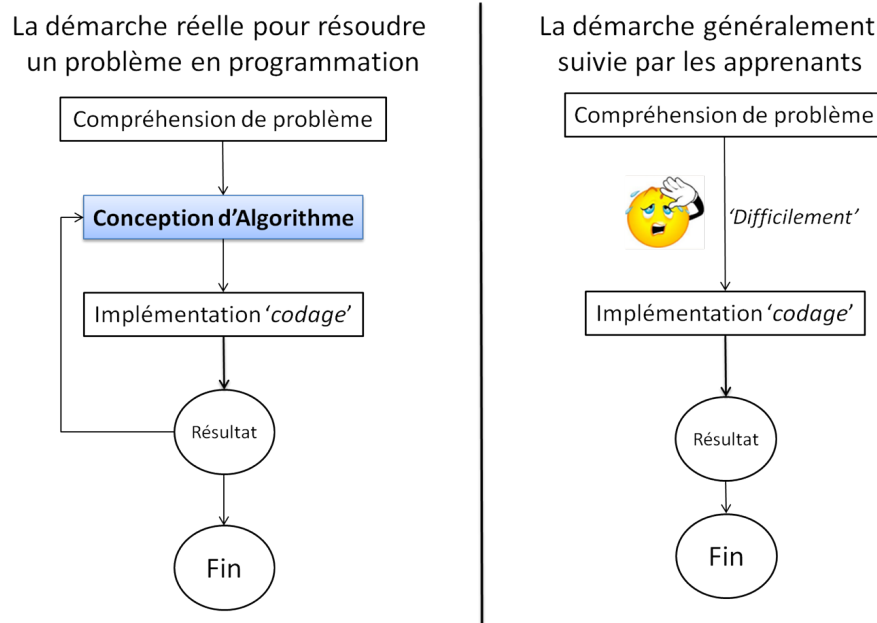 La démarche réelle pour résoudre
un problème en programmation
Compréhension de problème
Conception d'Algorithme
Implémentation 'codage'
Résultat
Fin
La démarche généralement
suivie par les apprenants
Compréhension de problème
'Difficilement'
Implémentation 'codage'
Résultat
Fin